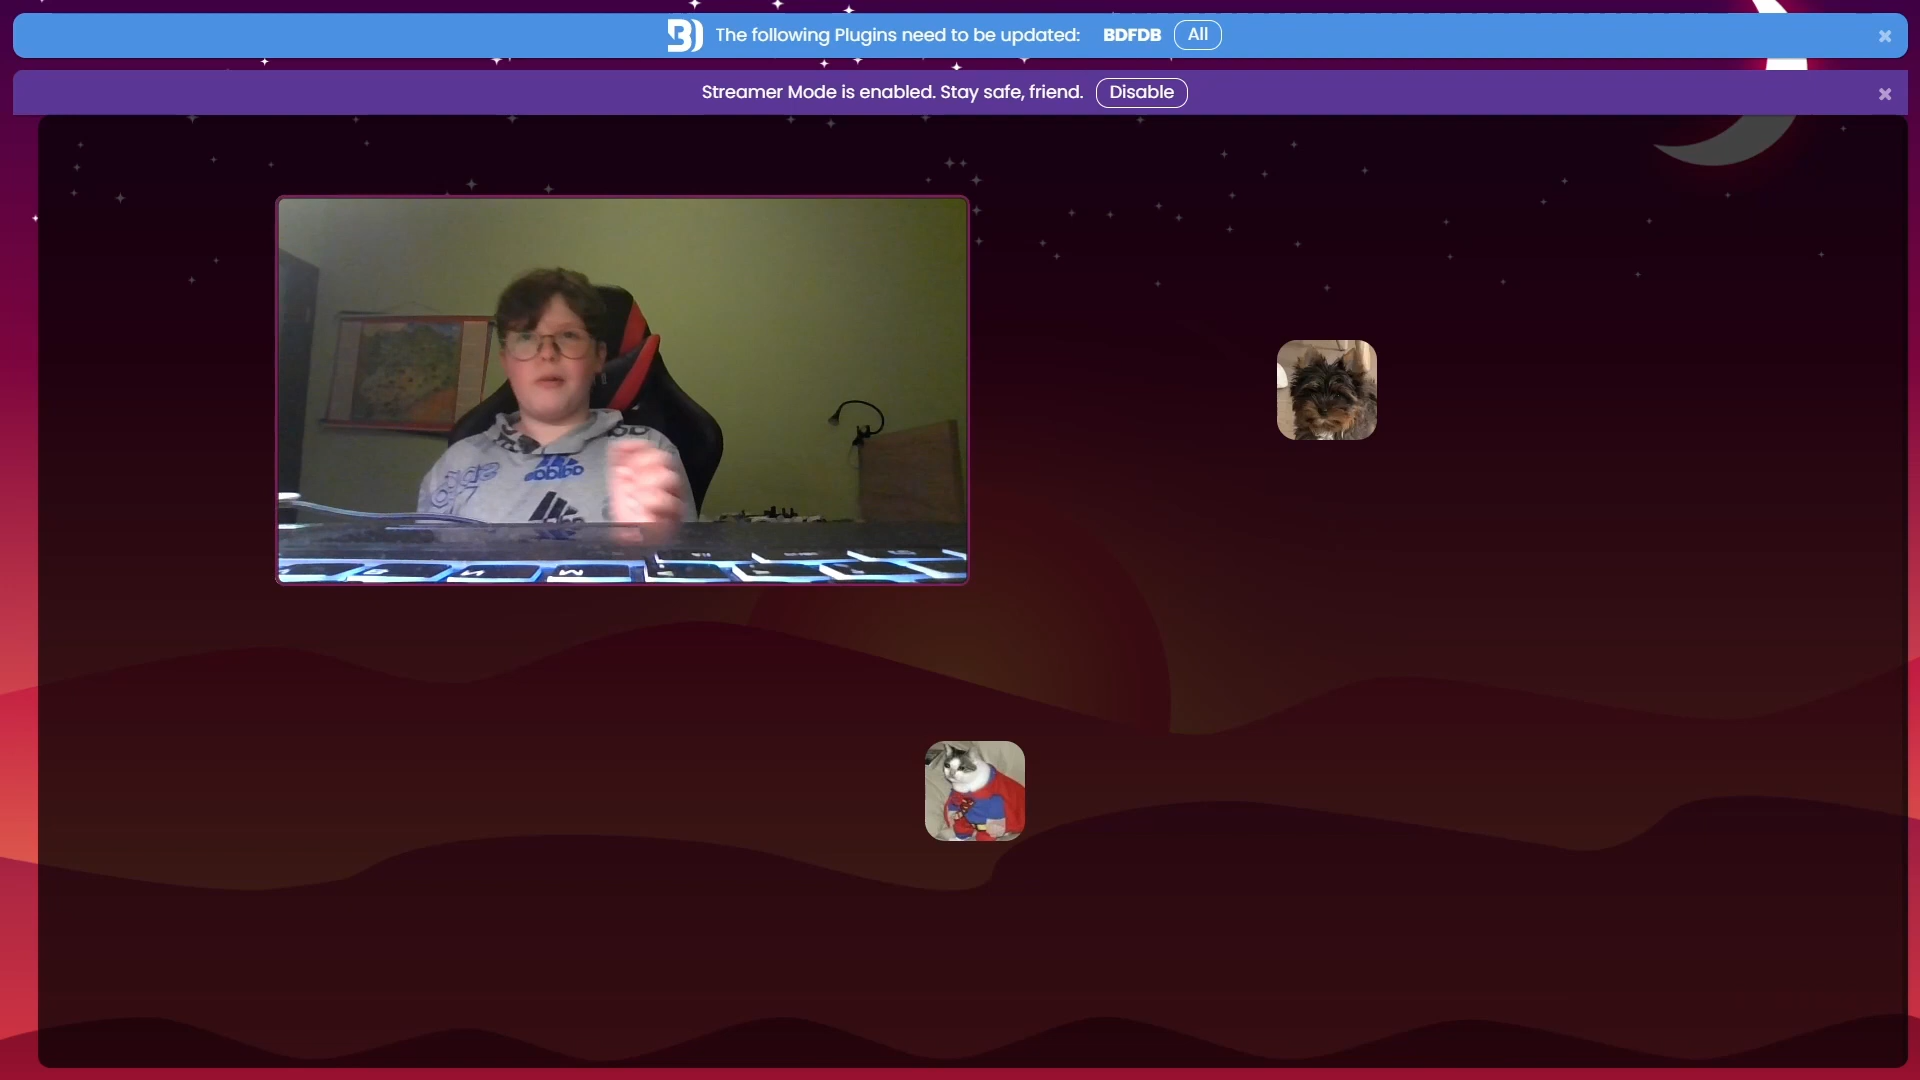 The following Plugins need to be updated: BDFDB All
Streamer Mode is enabled. Stay safe, friend. Disable